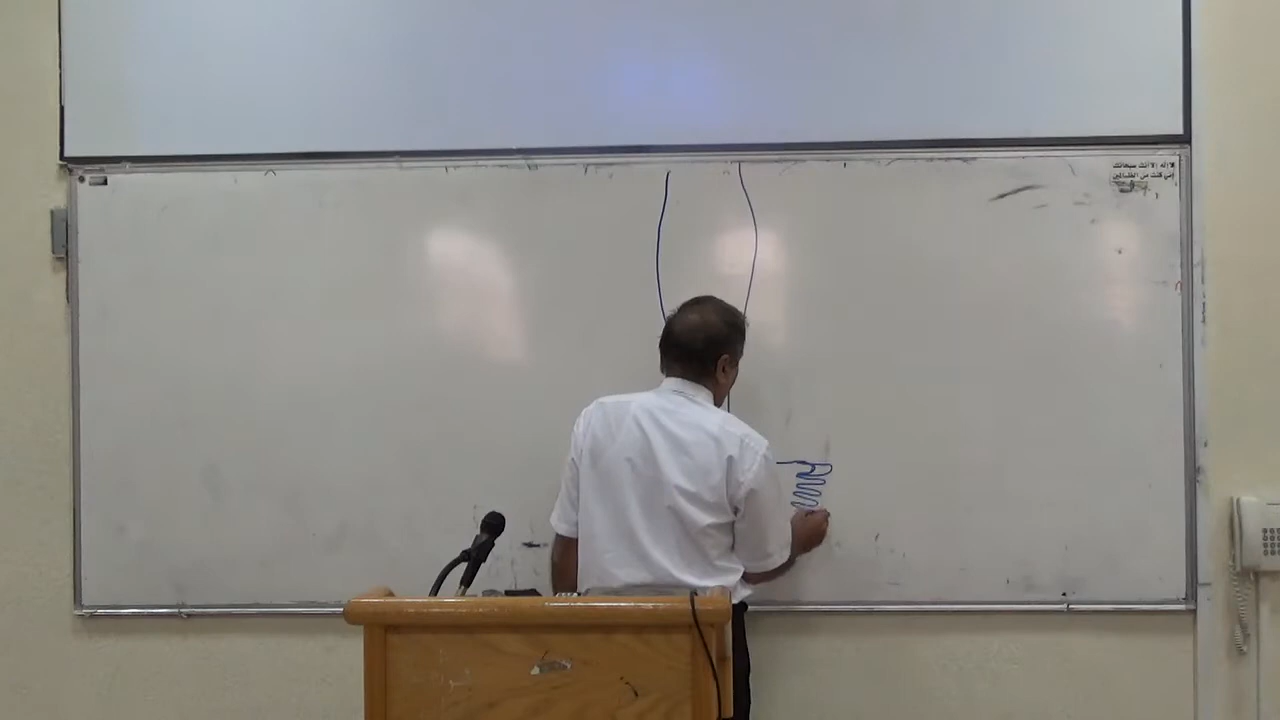 لا إله إلا أنت سبحانك
إني كنت من الظالمين